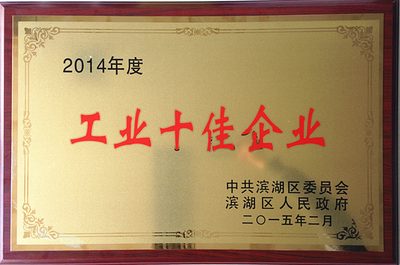 2014年度
工业十佳企业
中共滨湖区委员会
滨湖区人民政府
二〇一五年二月